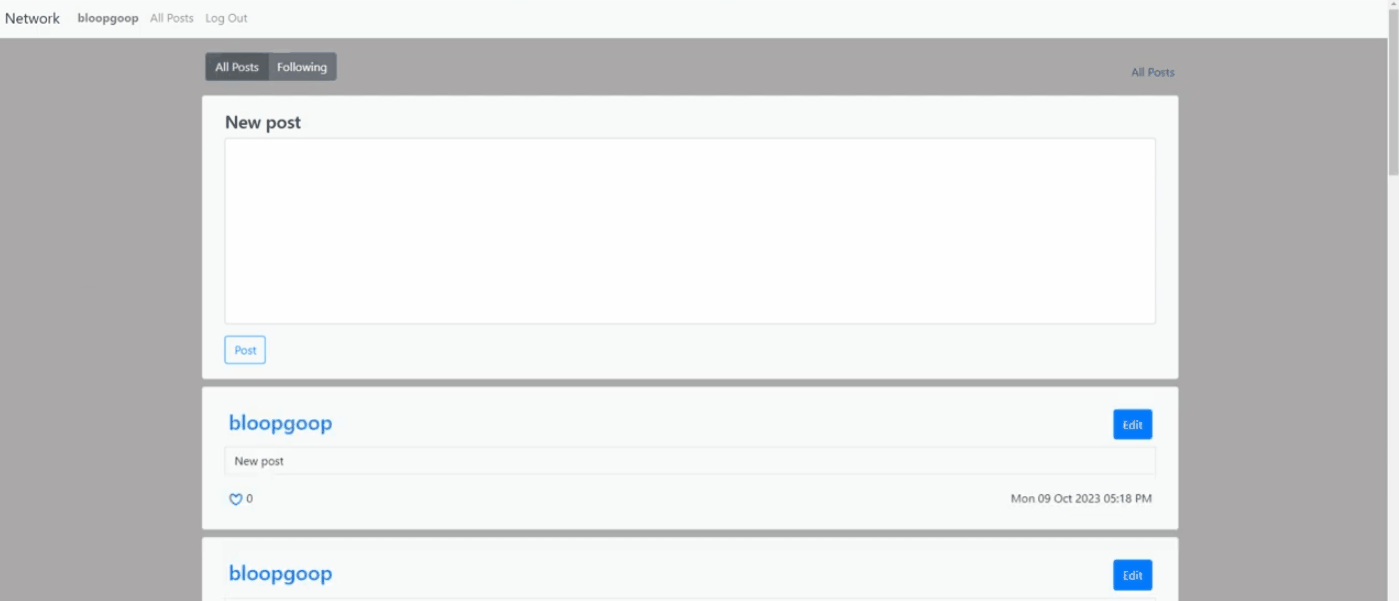 Network bloopgoop All Posts Log Out
All Posts Following
All Posts
New post
Post
bloopgoop
Edit
New post
0
Mon 09 Oct 2023 05:18 PM
bloopgoop
Edit